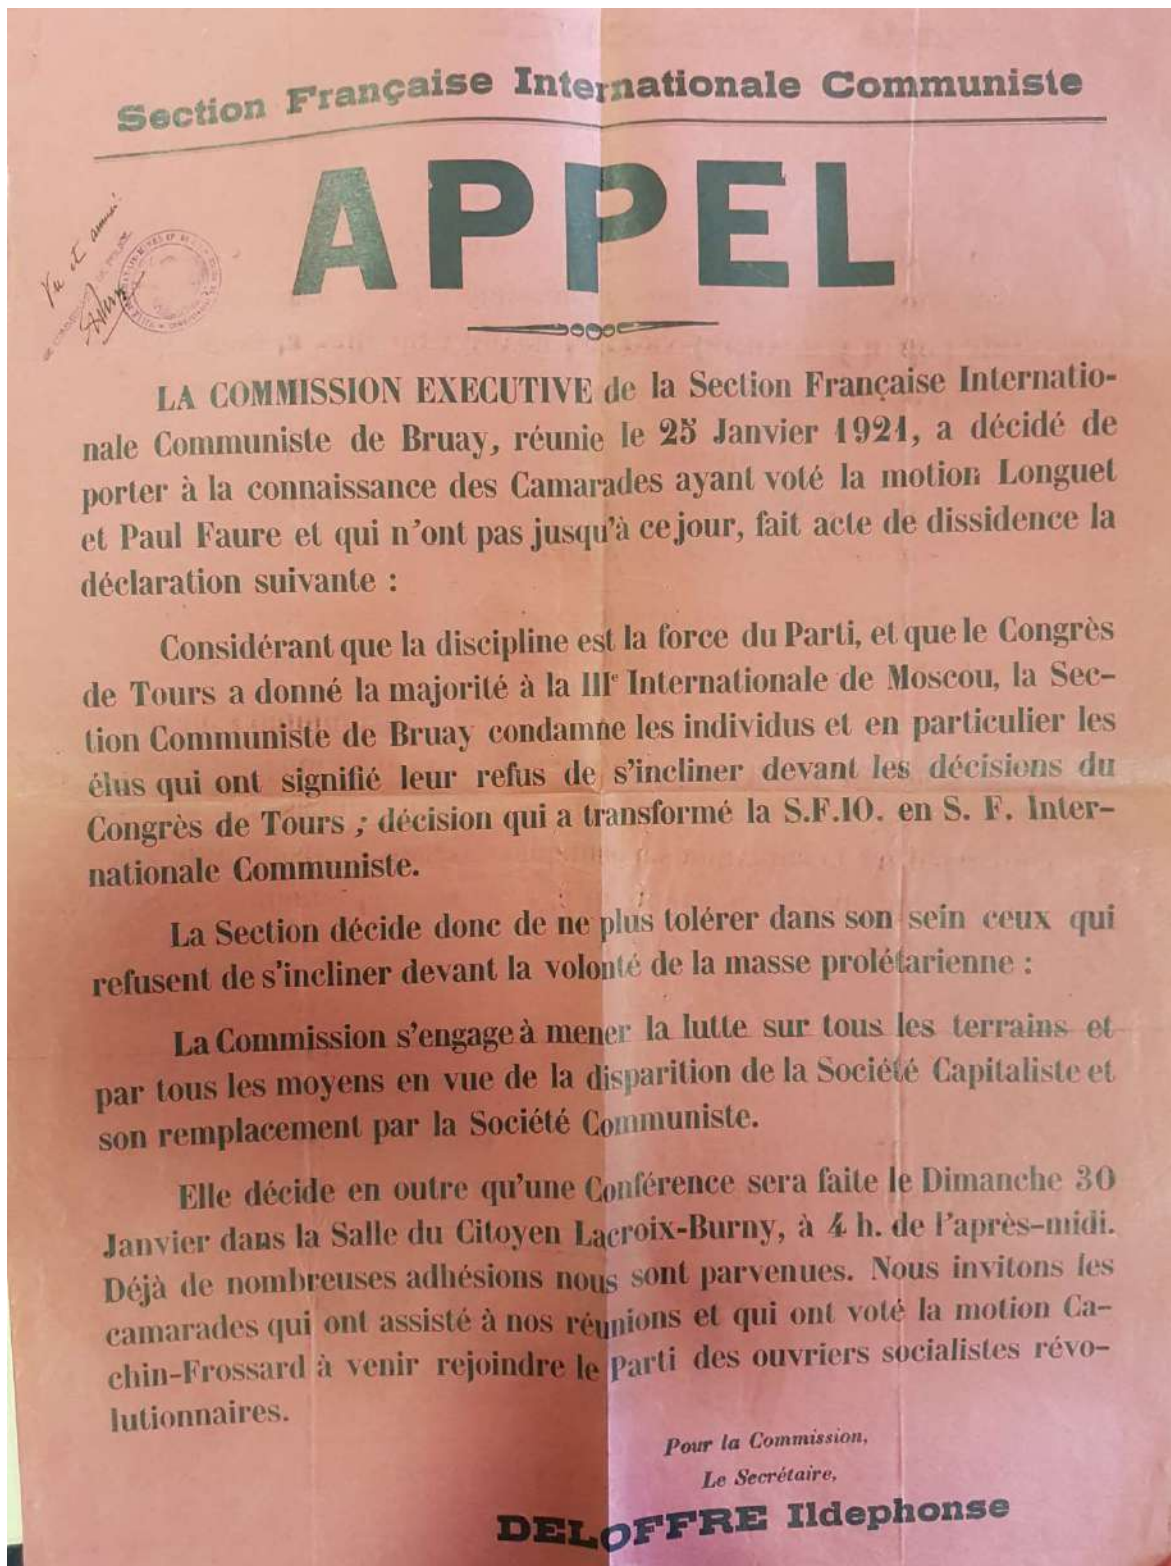 Section Française Internationale Communiste
APPEL
Vu et annexé
LE COMMISSAIRE DE POLICE
LA COMMISSION EXECUTIVE de la Section Française Internatio-
nale Communiste de Bruay, réunie le 25 Janvier 1921, a décidé de
porter à la connaissance des Camarades ayant voté la motion Longuet
et Paul Faure et qui n'ont pas jusqu'à ce jour, fait acte de dissidence la
déclaration suivante :
Considérant que la discipline est la force du Parti, et que le Congrès
de Tours a donné la majorité à la IIIe Internationale de Moscou, la Sec-
tion Communiste de Bruay condamne les individus et en particulier les
élus qui ont signifié leur refus de s'incliner devant les décisions du
Congrès de Tours ; décision qui a transformé la S.F.IO. en S. F. Inter-
nationale Communiste.
La Section décide donc de ne plus tolérer dans son sein ceux qui
refusent de s'incliner devant la volonté de la masse prolétarienne :
La Commission s'engage à mener la lutte sur tous les terrains et
par tous les moyens en vue de la disparition de la Société Capitaliste et
son remplacement par la Société Communiste.
Elle décide en outre qu'une Conférence sera faite le Dimanche 30
Janvier dans la Salle du Citoyen Lacroix-Burny, à 4 h. de l'après-midi.
Déjà de nombreuses adhésions nous sont parvenues. Nous invitons les
camarades qui ont assisté à nos réunions et qui ont voté la motion Ca-
chin-Frossard à venir rejoindre le Parti des ouvriers socialistes révo-
lutionnaires.
Pour la Commission,
Le Secrétaire,
DELOFFRE Ildephonse